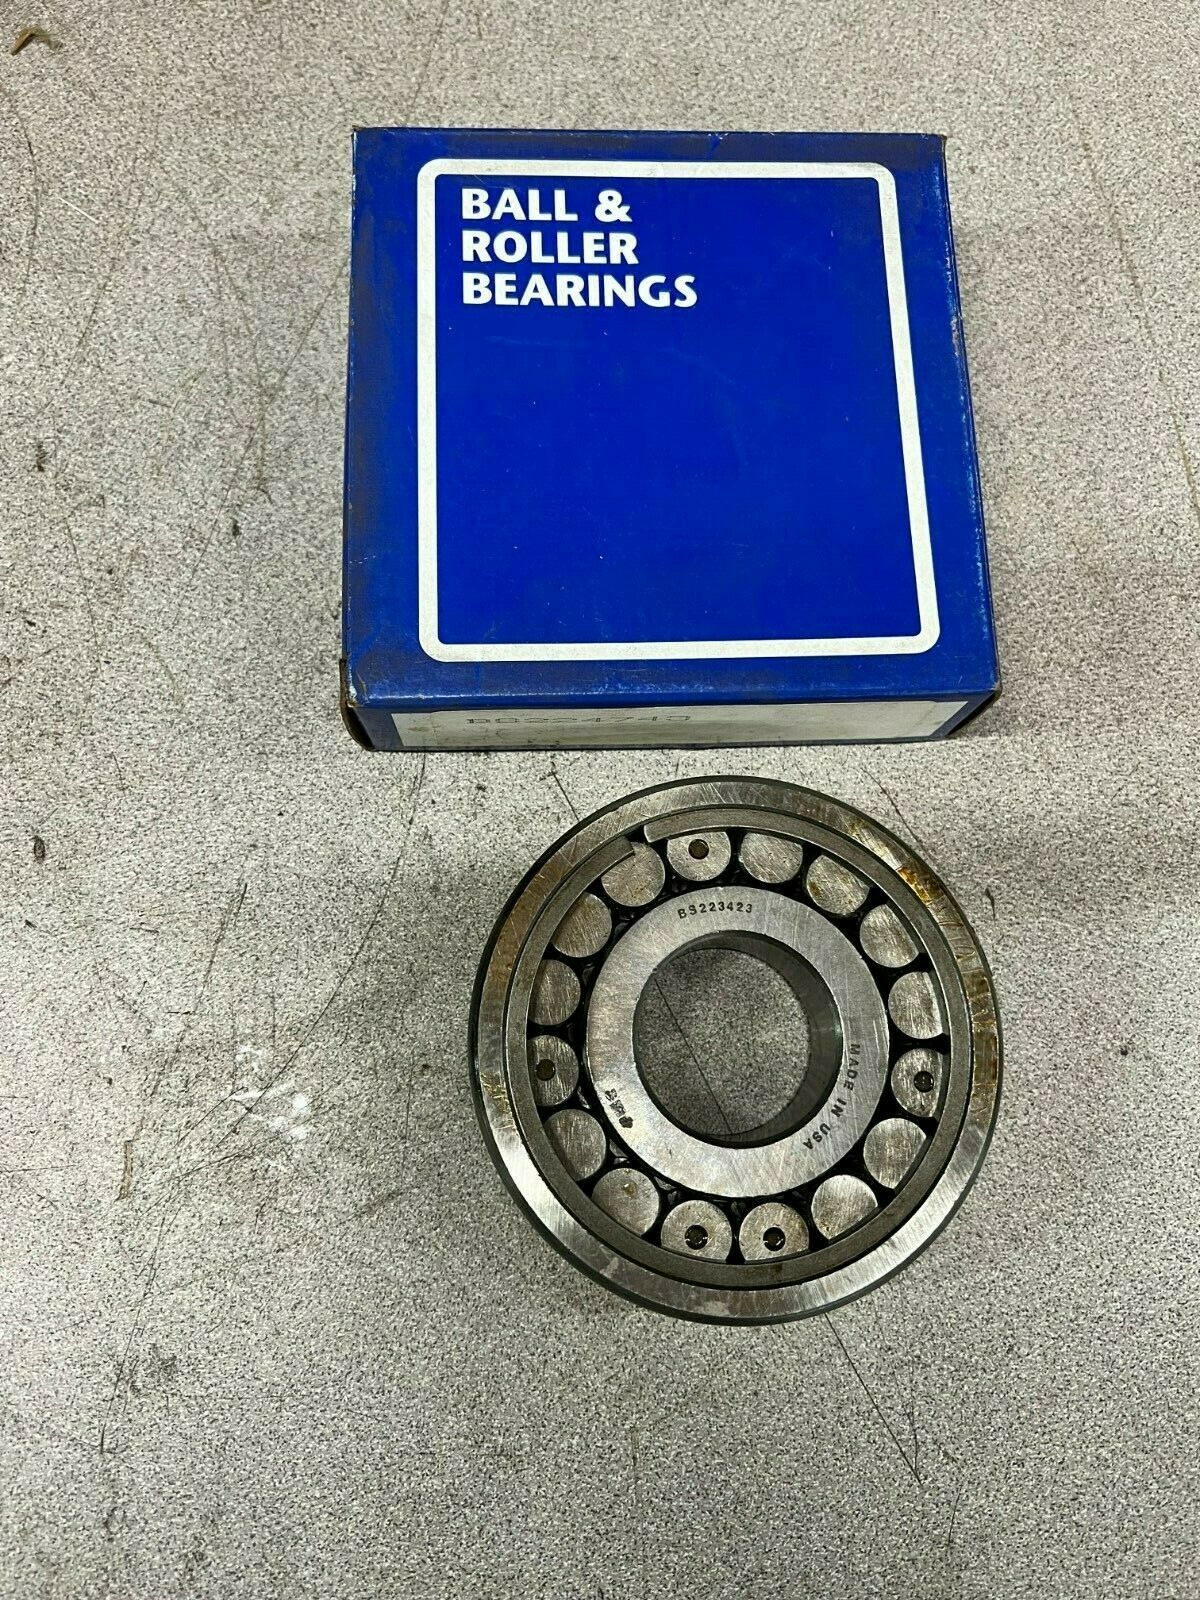 BALL &
ROLLER
BEARINGS
BS223423
MADE IN USA